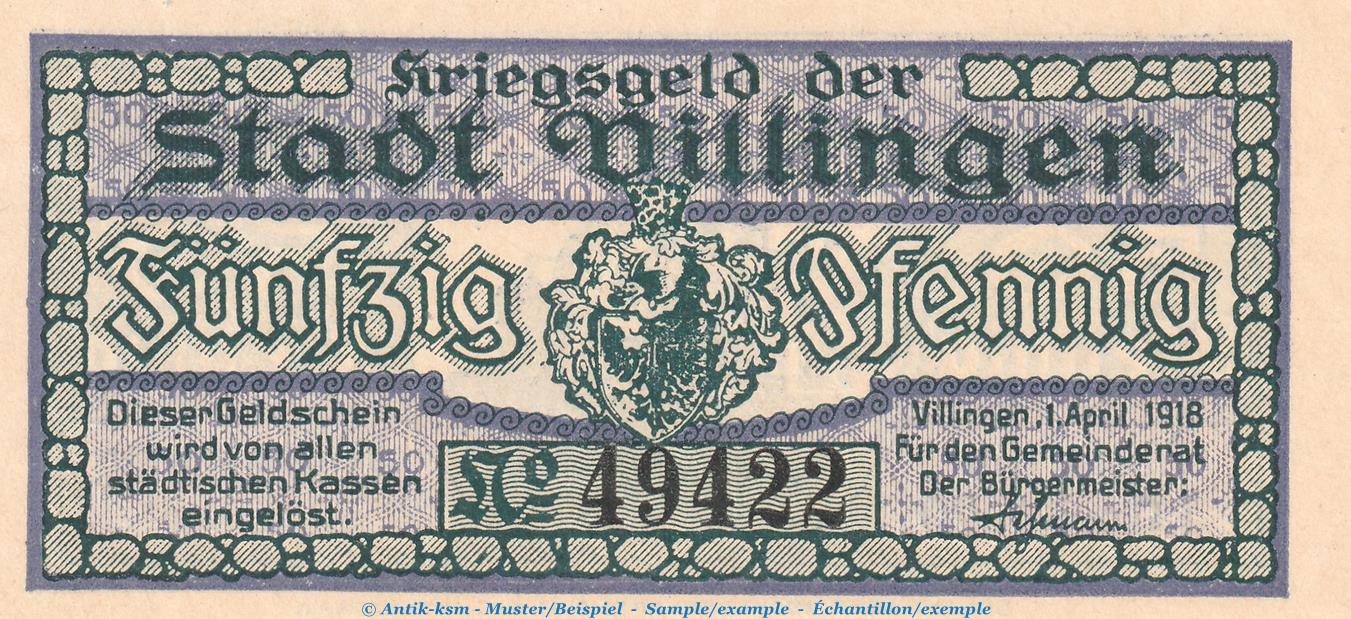 Kriegsgeld der
Stadt Villingen
Fünfzig Pfennig
Dieser Geldschein
wird von allen
städtischen Kassen
eingelöst.
No 49422
Villingen, 1. April 1918
Für den Gemeinderat
Der Bürgermeister:
© Antik-ksm - Muster/Beispiel - Sample/example - Échantillon/exemple